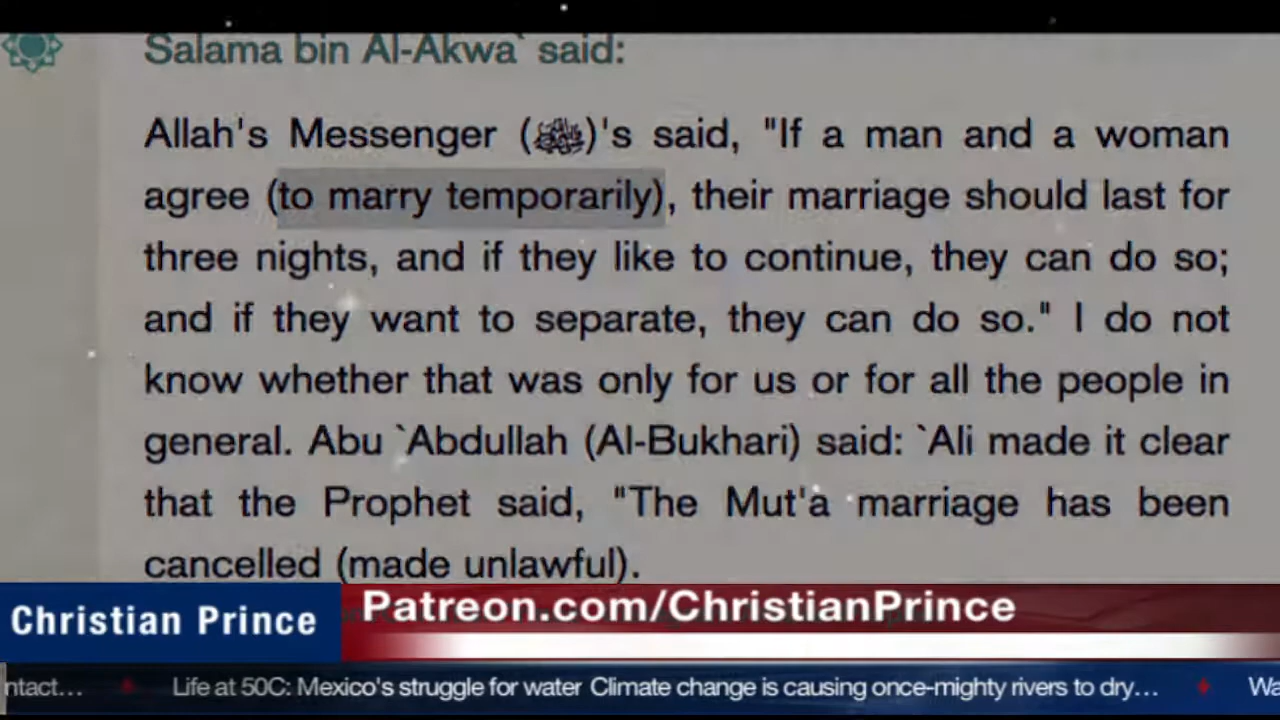 Salama bin Al-Akwa` said:
Allah's Messenger (ﷺ)'s said, "If a man and a woman
agree (to marry temporarily), their marriage should last for
three nights, and if they like to continue, they can do so;
and if they want to separate, they can do so." I do not
know whether that was only for us or for all the people in
general. Abu `Abdullah (Al-Bukhari) said: `Ali made it clear
that the Prophet said, "The Mut'a marriage has been
cancelled (made unlawful).
Christian Prince
Patreon.com/ChristianPrince
ntact... Life at 50C: Mexico's struggle for water Climate change is causing once-mighty rivers to dry... Wa